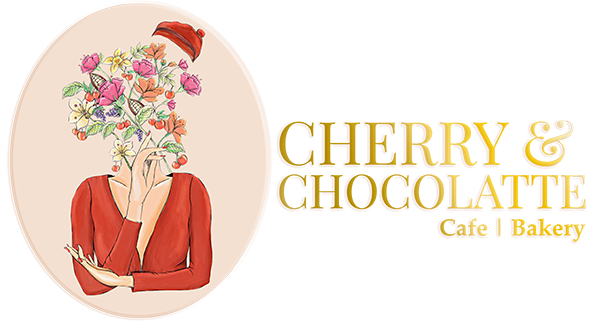 CHERRY &
CHOCOLATTE
Cafe | Bakery